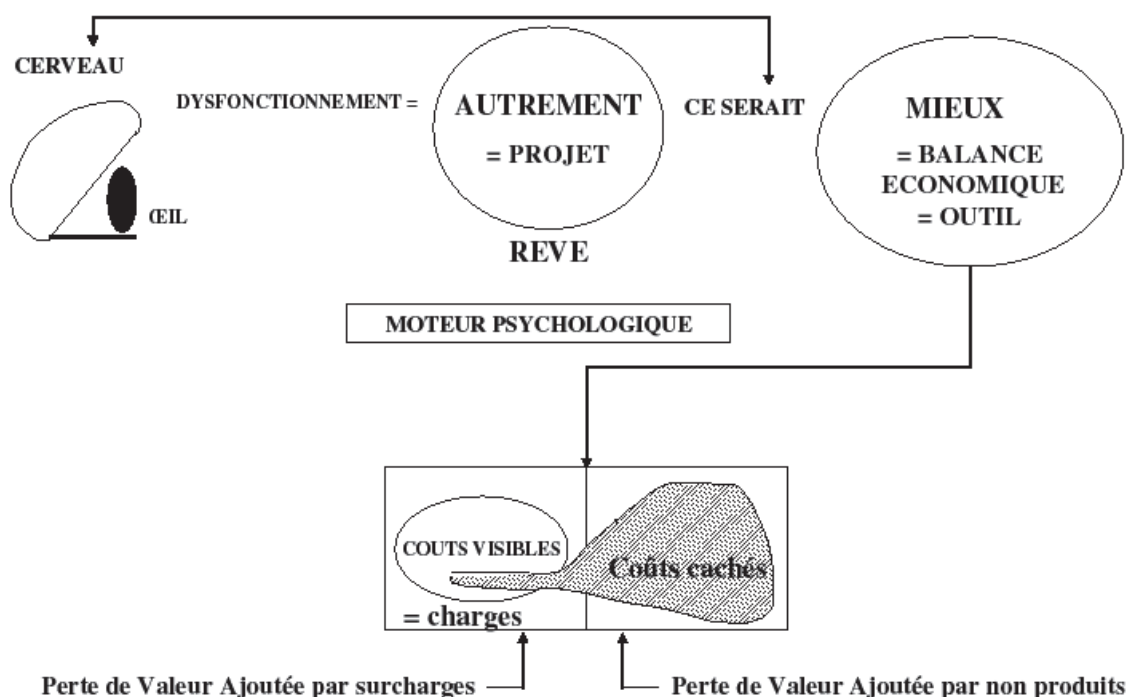 CERVEAU
DYSFONCTIONNEMENT =
AUTREMENT
= PROJET
REVE
CE SERAIT
MIEUX
= BALANCE
ECONOMIQUE
= OUTIL
ŒIL
MOTEUR PSYCHOLOGIQUE
COUTS VISIBLES
= charges
Coûts cachés
Perte de Valeur Ajoutée par surcharges
Perte de Valeur Ajoutée par non produits